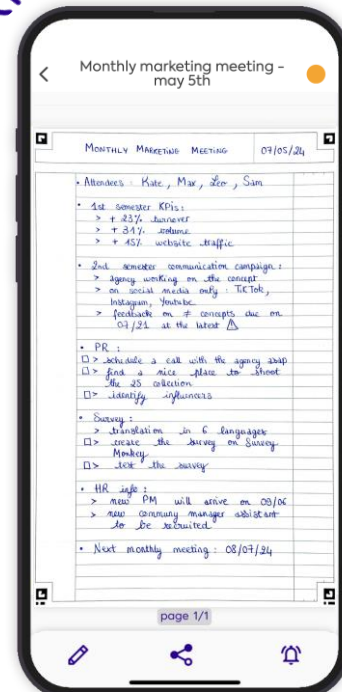 Monthly marketing meeting -
may 5th
MONTHLY MARKETING MEETING 07/05/24
• Attendees : Kate, Max, Leo, Sam
• 1st semester KPIs :
> + 23% turnover
> + 31% volume
> + 45% website traffic
• 2nd semester communication campaign :
> agency working on the concept
> on social media only : TikTok,
Instagram, Youtube
> feedback on ≠ concepts due on
07/21 at the latest ⚠
• PR :
> schedule a call with the agency asap
> find a nice place to shoot
the 25 collection
> identify influencers
• Survey :
> translation in 6 languages
> create the survey on Survey
Monkey
> test the survey
• HR info :
> new PM will arrive on 09/06
> new communy manager assistant
to be recruited
• Next monthly meeting : 08/07/24
page 1/1